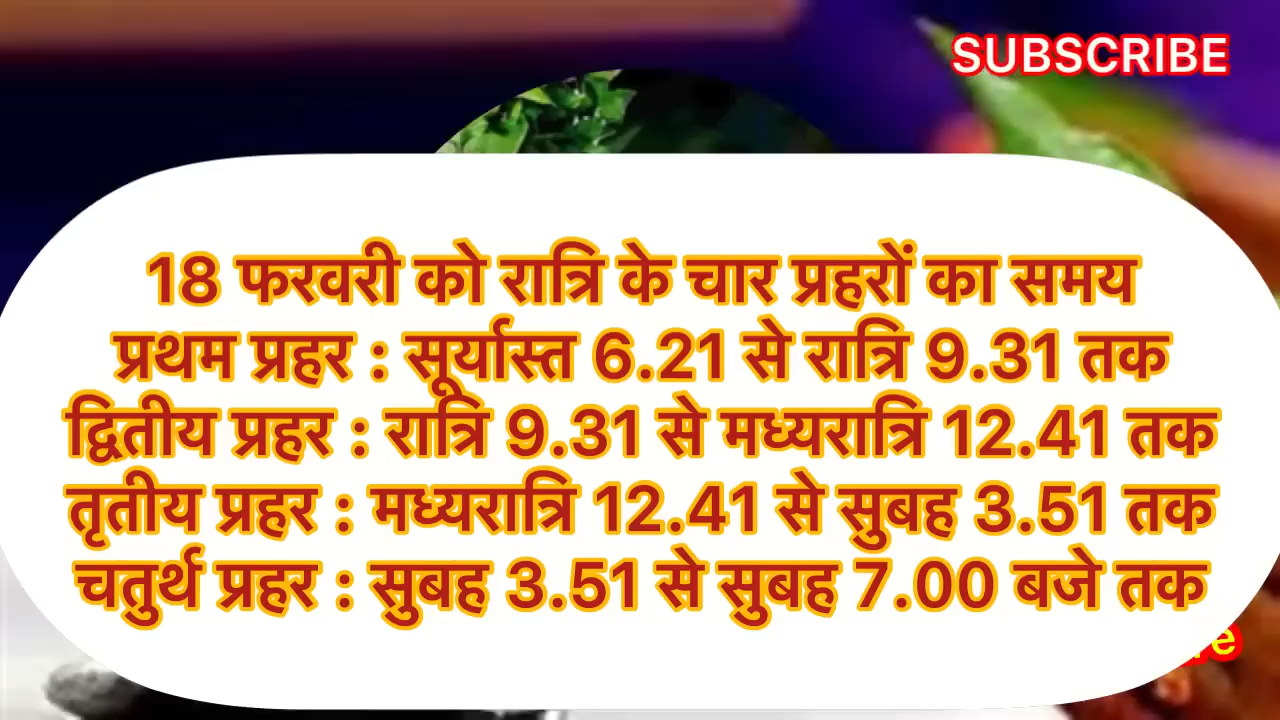 SUBSCRIBE
18 फरवरी को रात्रि के चार प्रहरों का समय
प्रथम प्रहर : सूर्यास्त 6.21 से रात्रि 9.31 तक
द्वितीय प्रहर : रात्रि 9.31 से मध्यरात्रि 12.41 तक
तृतीय प्रहर : मध्यरात्रि 12.41 से सुबह 3.51 तक
चतुर्थ प्रहर : सुबह 3.51 से सुबह 7.00 बजे तक